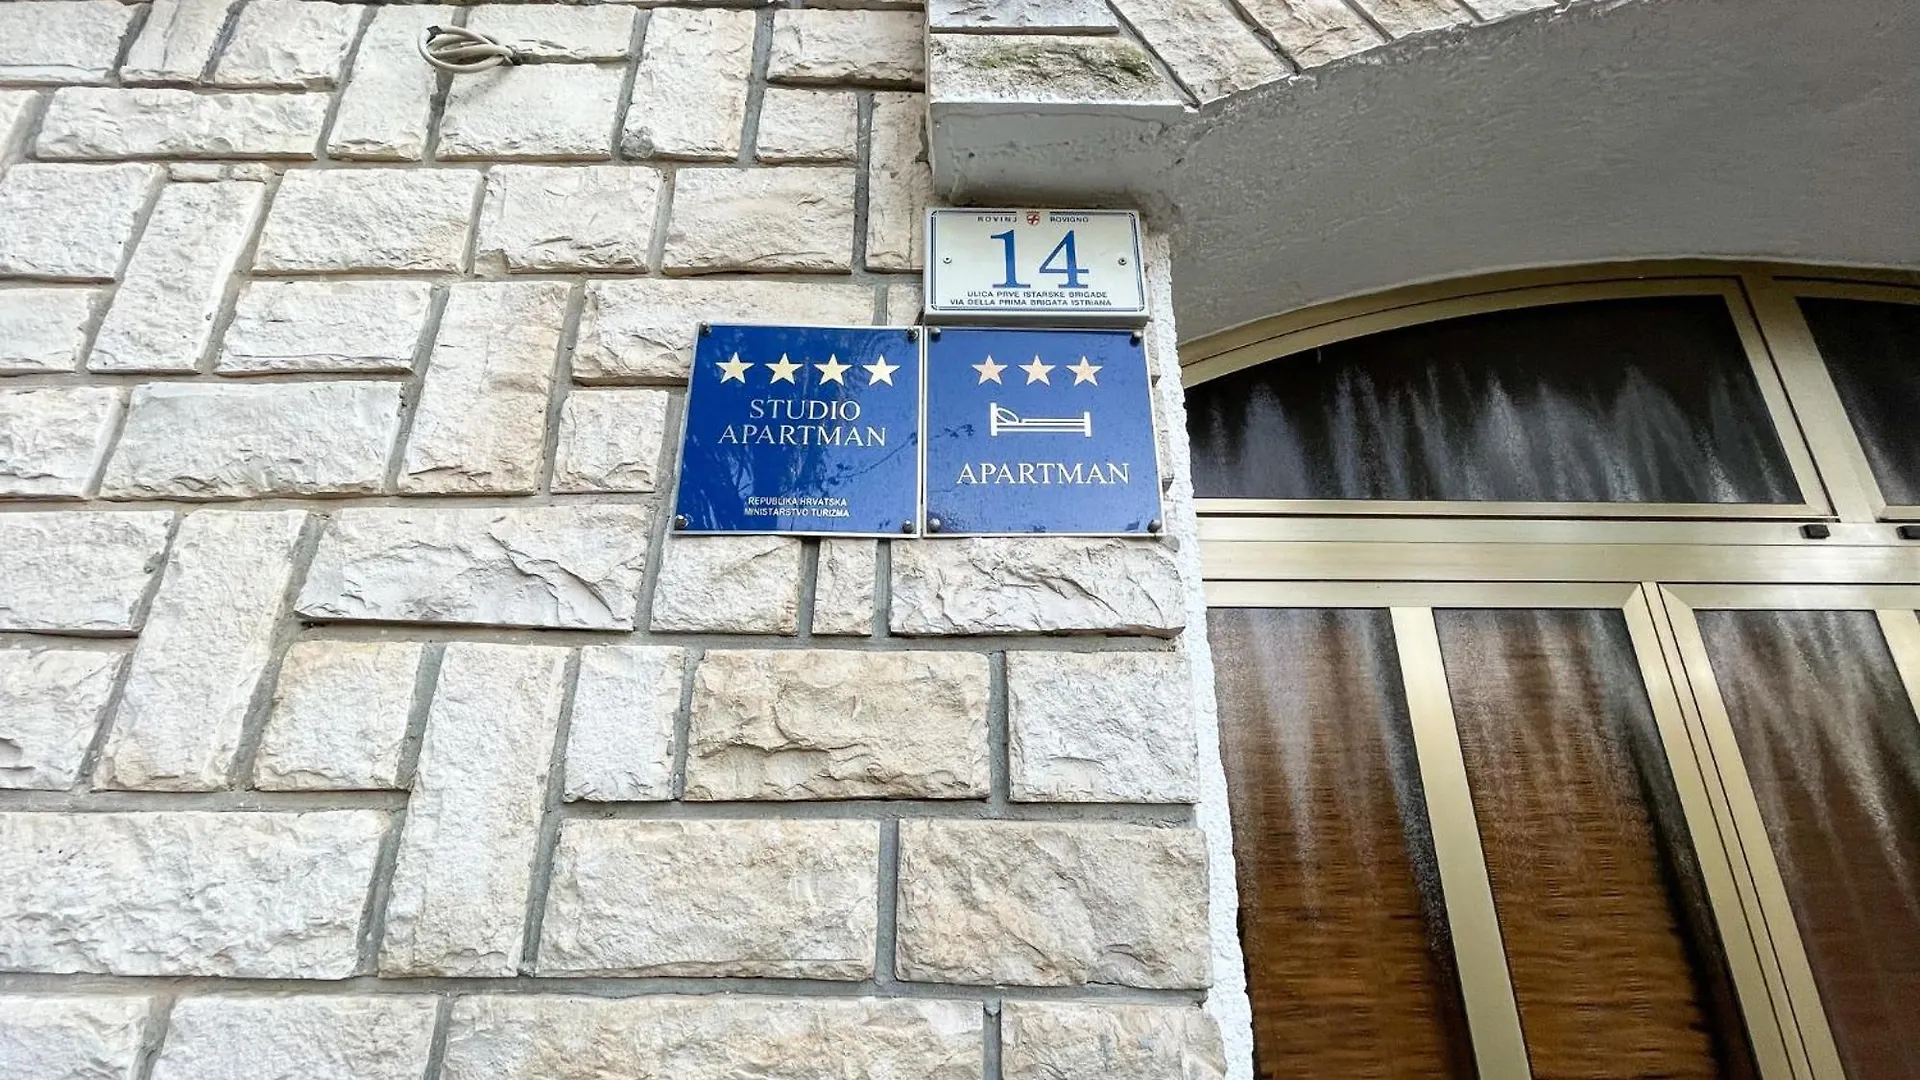 ROVINJ ROVIGNO
14
ULICA PRVE ISTARSKE BRIGADE
VIA DELLA PRIMA BRIGATA ISTRIANA
STUDIO
APARTMAN
REPUBLIKA HRVATSKA
MINISTARSTVO TURIZMA
APARTMAN